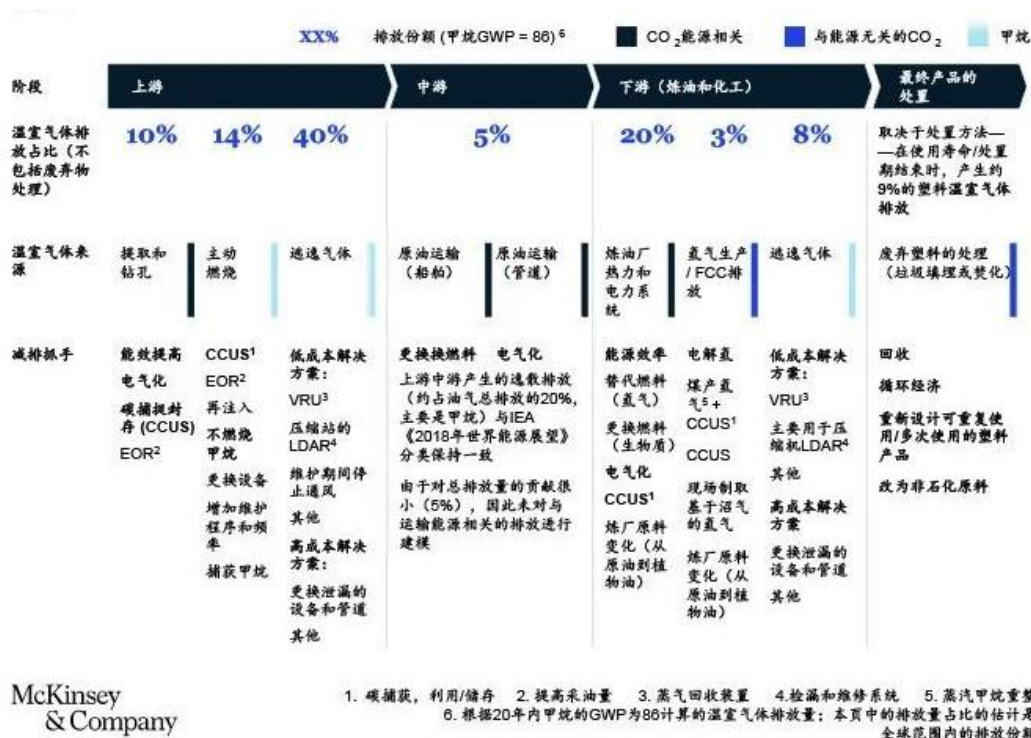 XX% 排放份额 (甲烷GWP = 86) 6 CO2能源相关 与能源无关的CO2 甲烷
阶段
上游
中游
下游（炼油和化工）
最终产品的
处置
温室气体排
放占比（不
包括废弃物
处理）
10%
14%
40%
5%
20%
3%
8%
取决于处置方法—
—在使用寿命/处置
期结束时，产生约
9%的塑料温室气体
排放
温室气体来
源
提取和
钻孔
主动
燃烧
逃逸气体
原油运输
（船舶）
原油运输
（管道）
炼油厂
热力和
电力系
统
氢气生产
/ FCC排
放
逃逸气体
废弃塑料的处理
（垃圾填埋或焚化）
减排抓手
能效提高
电气化
碳捕捉封
存 (CCUS)
EOR2
CCUS1
EOR2
再注入
不燃烧
甲烷
更换设备
增加维护
程序和频
率
捕获甲烷
低成本解决
方案：
VRU3
压缩站的
LDAR4
维护期间停
止通风
其他
高成本解决
方案：
更换泄漏的
设备和管道
其他
更换换燃料 电气化
上游中游产生的逸散排放
（约占油气总排放的20%，
主要是甲烷）与IEA
《2018年世界能源展望》
分类保持一致
由于对总排放量的贡献很
小（5%），因此未对与
运输能源相关的排放进行
建模
能源效率
替代燃料
（氢气）
更换燃料
（生物质）
电气化
CCUS1
炼厂原料
变化（从
原油到植
物油）
电解氢
煤产氢
气5 +
CCUS1
CCUS
现场制取
基于沼气
的氢气
炼厂原料
变化（从
原油到植
物油）
低成本解决
方案：
VRU3
主要用于压
缩机LDAR4
其他
高成本解决
方案
更换泄漏的
设备和管道
其他
回收
循环经济
重新设计可重复使
用/多次使用的塑料
产品
改为非石化原料
McKinsey
& Company
1. 碳捕获，利用/储存 2. 提高采油量 3. 蒸气回收装置 4.检漏和维修系统 5. 蒸汽甲烷重整
6. 根据20年内甲烷的GWP为86计算的温室气体排放量；本页中的排放量占比的估计是
全球范围内的排放份额